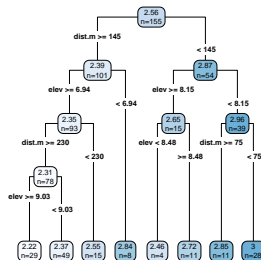 2.56
n=155
dist.m >= 145
< 145
2.39
n=101
2.87
n=54
elev >= 6.94
< 6.94
elev >= 8.15
< 8.15
2.35
n=93
2.65
n=15
2.96
n=39
dist.m >= 230
< 230
elev < 8.48
>= 8.48
dist.m >= 75
< 75
2.31
n=78
elev >= 9.03
< 9.03
2.22
n=29
2.37
n=49
2.55
n=15
2.84
n=8
2.46
n=4
2.72
n=11
2.85
n=11
3
n=28